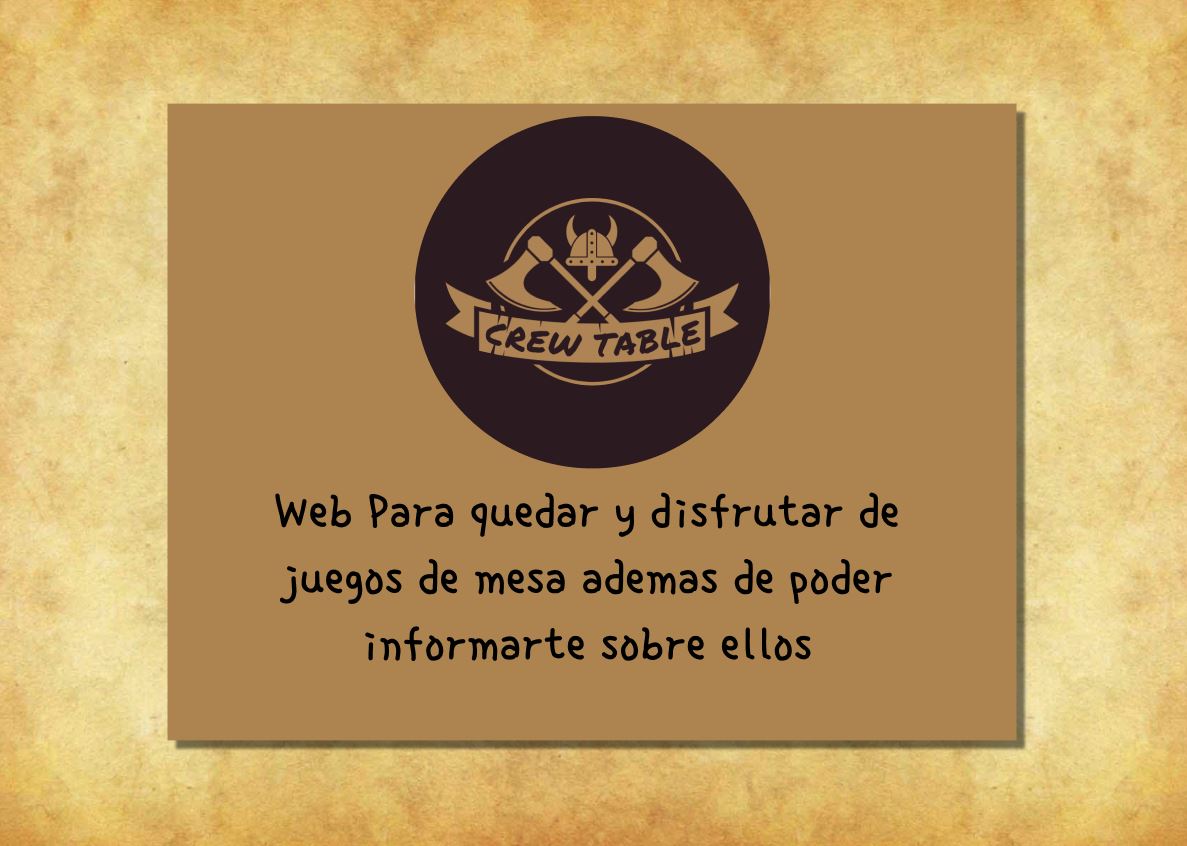 CREW TABLE
Web Para quedar y disfrutar de
juegos de mesa ademas de poder
informarte sobre ellos